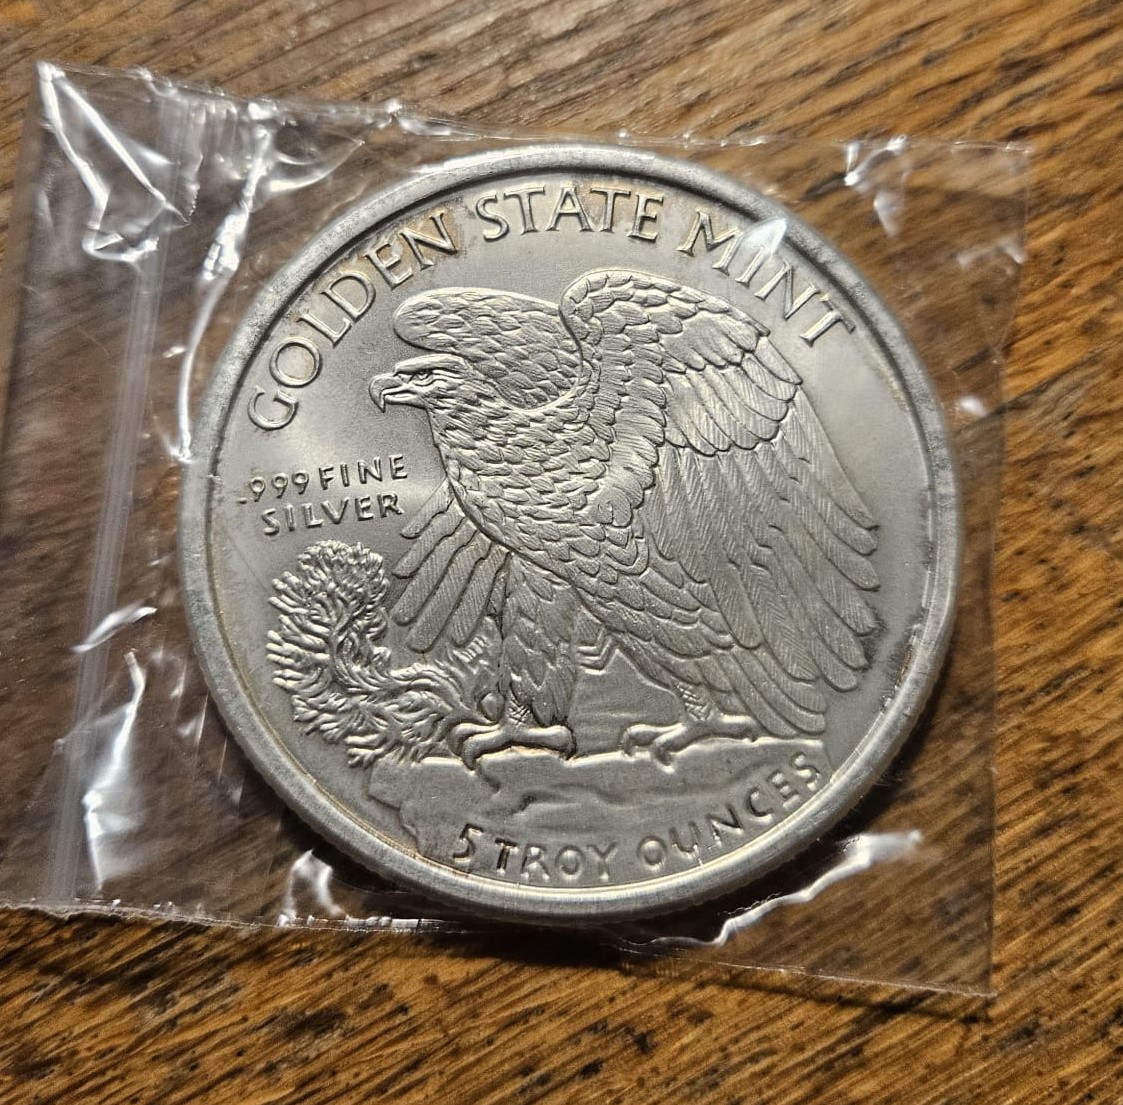 GOLDEN STATE MINT
.999 FINE
SILVER
5 TROY OUNCES